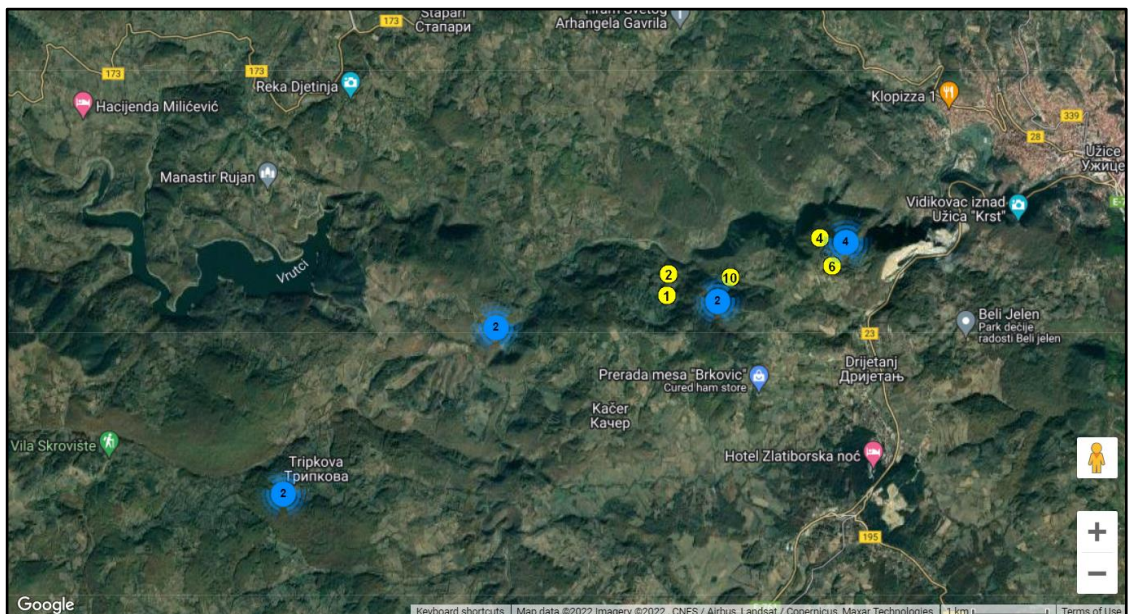 Stapari
Стапари
173
Hram Svetog
Arhangela Gavrila
173
173
Reka Djetinja
Hacijenda Milićević
Klopizza 1
339
28
Užice
Ужице
Manastir Rujan
Vidikovac iznad
Užica "Krst"
E-7
4
4
6
Vrutci
2
10
1
2
2
Beli Jelen
Park dečije
radosti Beli jelen
23
Drijetanj
Дријетањ
Prerada mesa "Brkovic"
Cured ham store
Kačer
Качер
Vila Skrovište
Hotel Zlatiborska noć
Tripkova
Трипкова
2
195
+
−
Google
Keyboard shortcuts
Map data ©2022 Imagery ©2022 , CNES / Airbus, Landsat / Copernicus, Maxar Technologies
1 km
Terms of Use